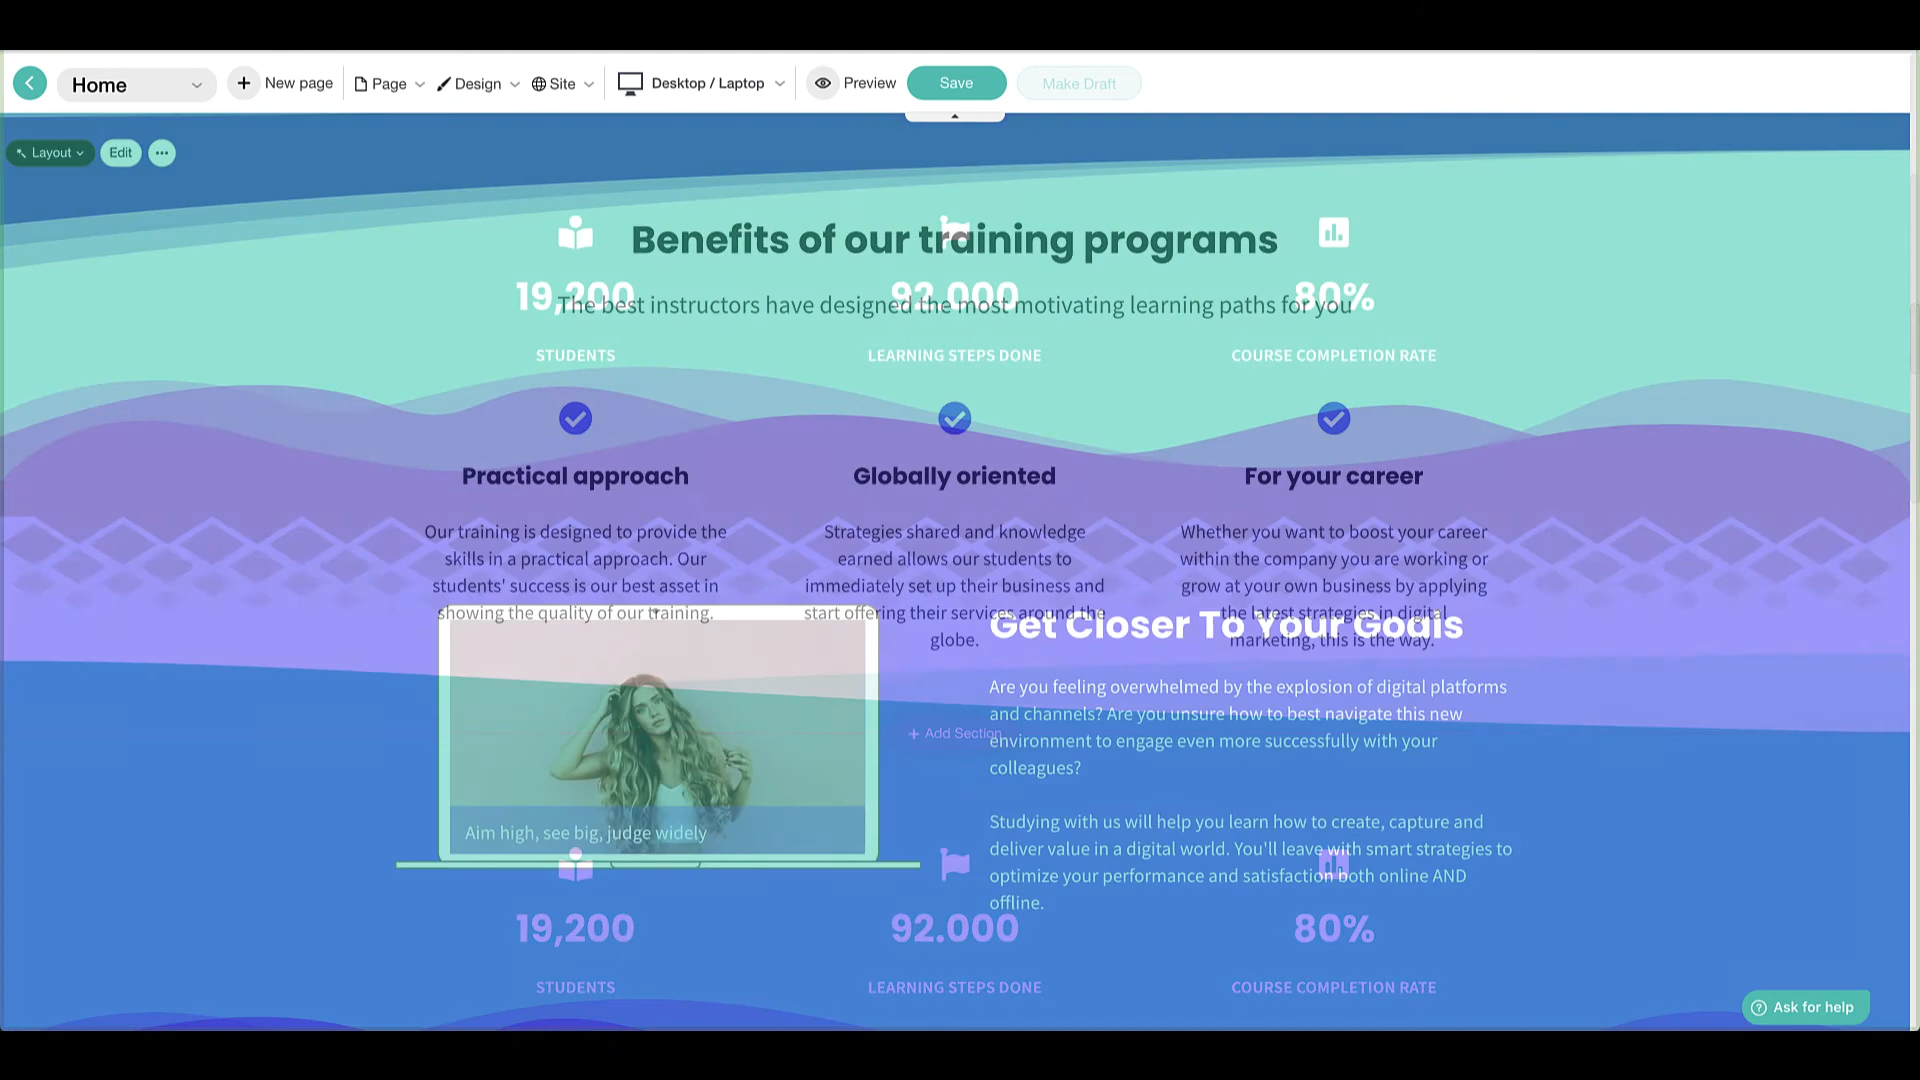 Home
New page
Page
Design
Site
Desktop / Laptop
Preview
Save
Make Draft
Layout
Edit
Benefits of our training programs
19,200
92.000
80%
The best instructors have designed the most motivating learning paths for you
STUDENTS
LEARNING STEPS DONE
COURSE COMPLETION RATE
Practical approach
Our training is designed to provide the
skills in a practical approach. Our
students' success is our best asset in
showing the quality of our training.
Globally oriented
Strategies shared and knowledge
earned allows our students to
immediately set up their business and
start offering their services around the
globe.
For your career
Whether you want to boost your career
within the company you are working or
grow at your own business by applying
the latest strategies in digital
marketing, this is the way.
Get Closer To Your Goals
Are you feeling overwhelmed by the explosion of digital platforms
and channels? Are you unsure how to best navigate this new
environment to engage even more successfully with your
colleagues?
+ Add Section
Studying with us will help you learn how to create, capture and
deliver value in a digital world. You'll leave with smart strategies to
optimize your performance and satisfaction both online AND
offline.
Aim high, see big, judge widely
19,200
92.000
80%
STUDENTS
LEARNING STEPS DONE
COURSE COMPLETION RATE
Ask for help